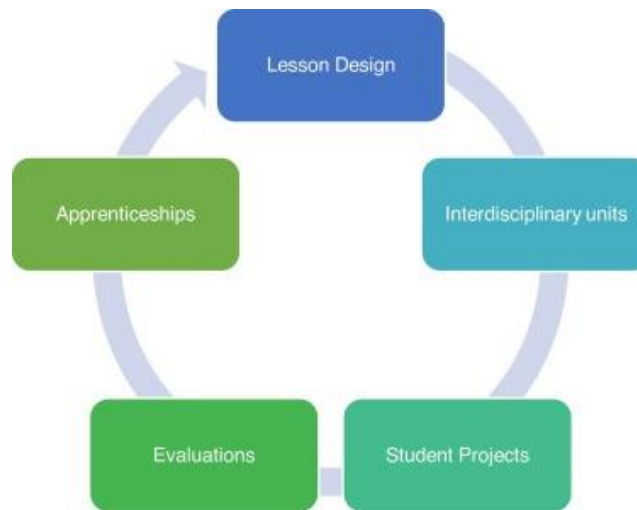 Lesson Design
Interdisciplinary units
Student Projects
Evaluations
Apprenticeships